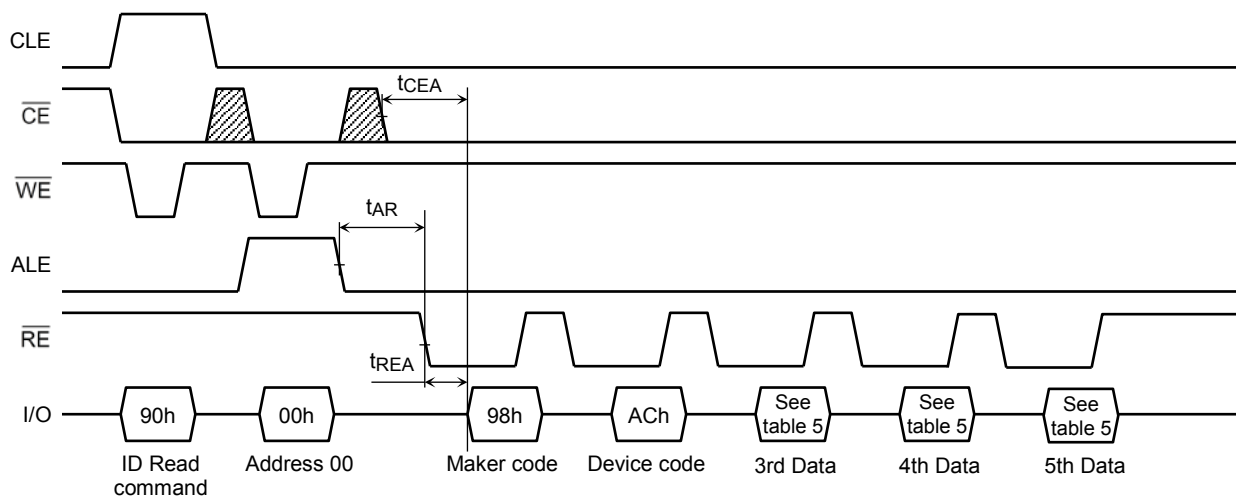 CLE
tCEA
CE
WE
tAR
ALE
RE
tREA
I/O
90h
00h
98h
ACh
See
table 5
See
table 5
See
table 5
ID Read
command
Address 00
Maker code
Device code
3rd Data
4th Data
5th Data